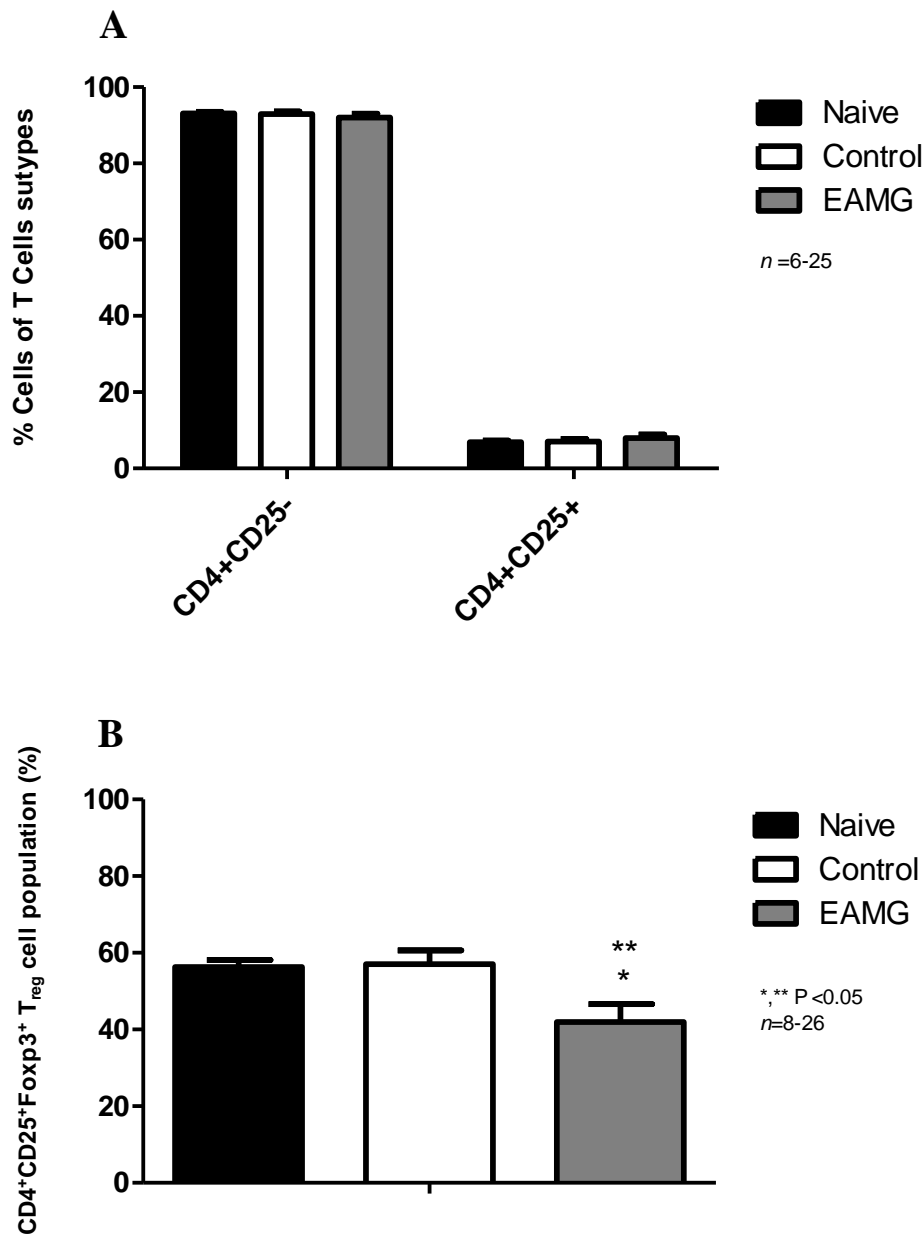 A
% Cells of T Cells sutypes
100
80
60
40
20
0
CD4+CD25-
CD4+CD25+
Naive
Control
EAMG
n =6-25
B
CD4+CD25+Foxp3+ Treg cell population (%)
100
80
60
40
20
0
**
*
Naive
Control
EAMG
*,** P <0.05
n=8-26